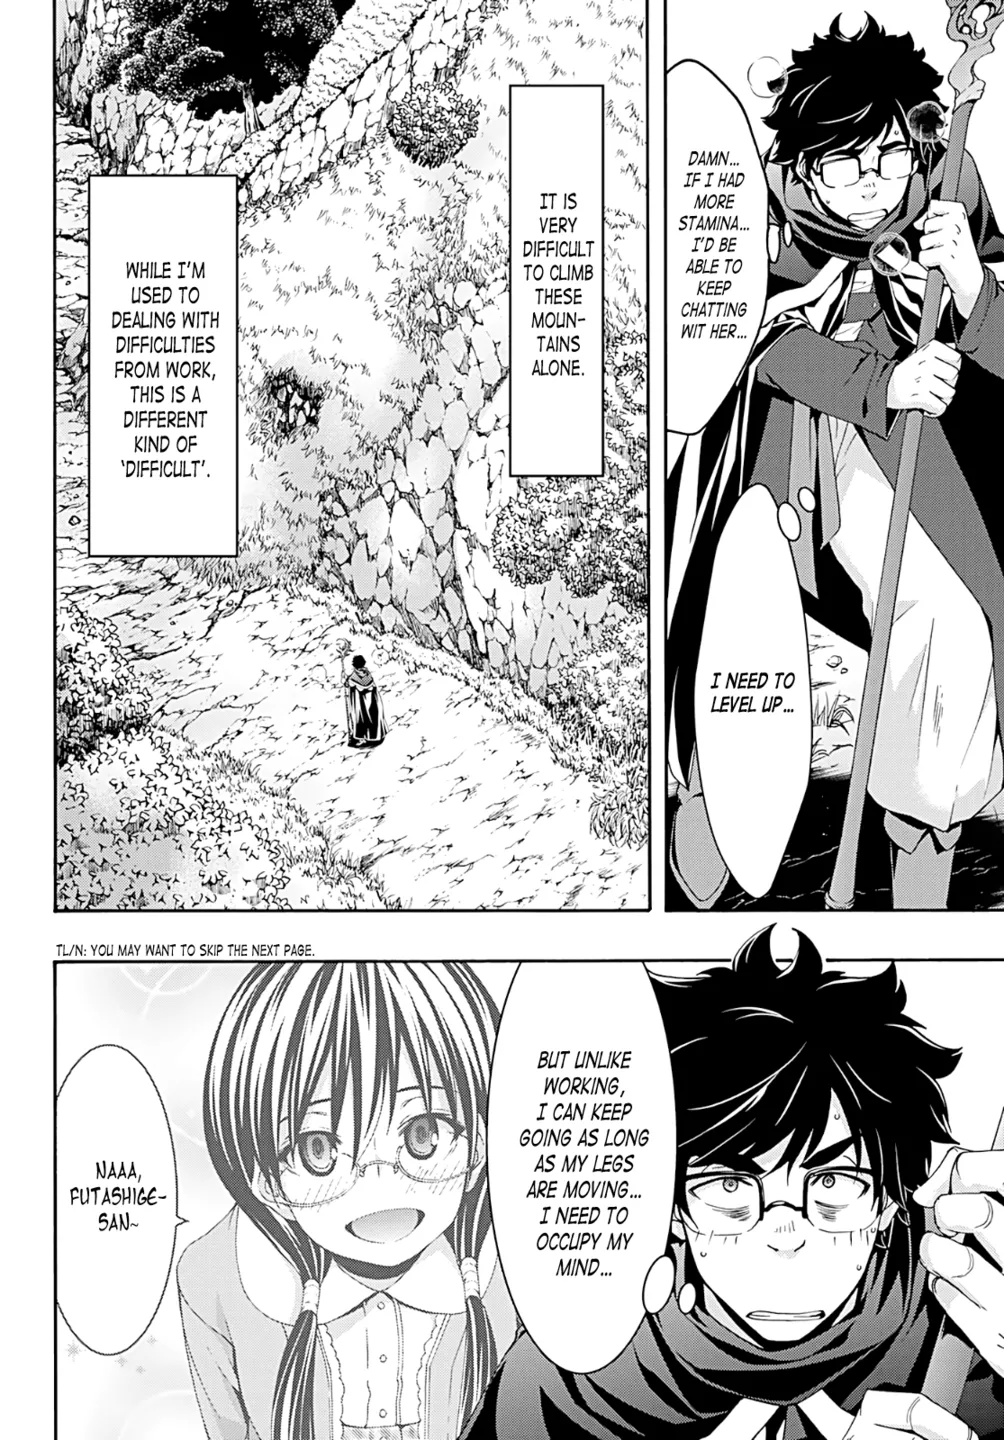 DAMN...
IF I HAD
MORE
STAMINA...
I'D BE
ABLE TO
KEEP
CHATTING
WIT HER...
I NEED TO
LEVEL UP...
IT IS
VERY
DIFFICULT
TO CLIMB
THESE
MOUN-
TAINS
ALONE.
WHILE I'M
USED TO
DEALING WITH
DIFFICULTIES
FROM WORK,
THIS IS A
DIFFERENT
KIND OF
'DIFFICULT'.
TL/N: YOU MAY WANT TO SKIP THE NEXT PAGE.
BUT UNLIKE
WORKING,
I CAN KEEP
GOING AS LONG
AS MY LEGS
ARE MOVING...
I NEED TO
OCCUPY MY
MIND...
NAAA,
FUTASHIGE-
SAN~